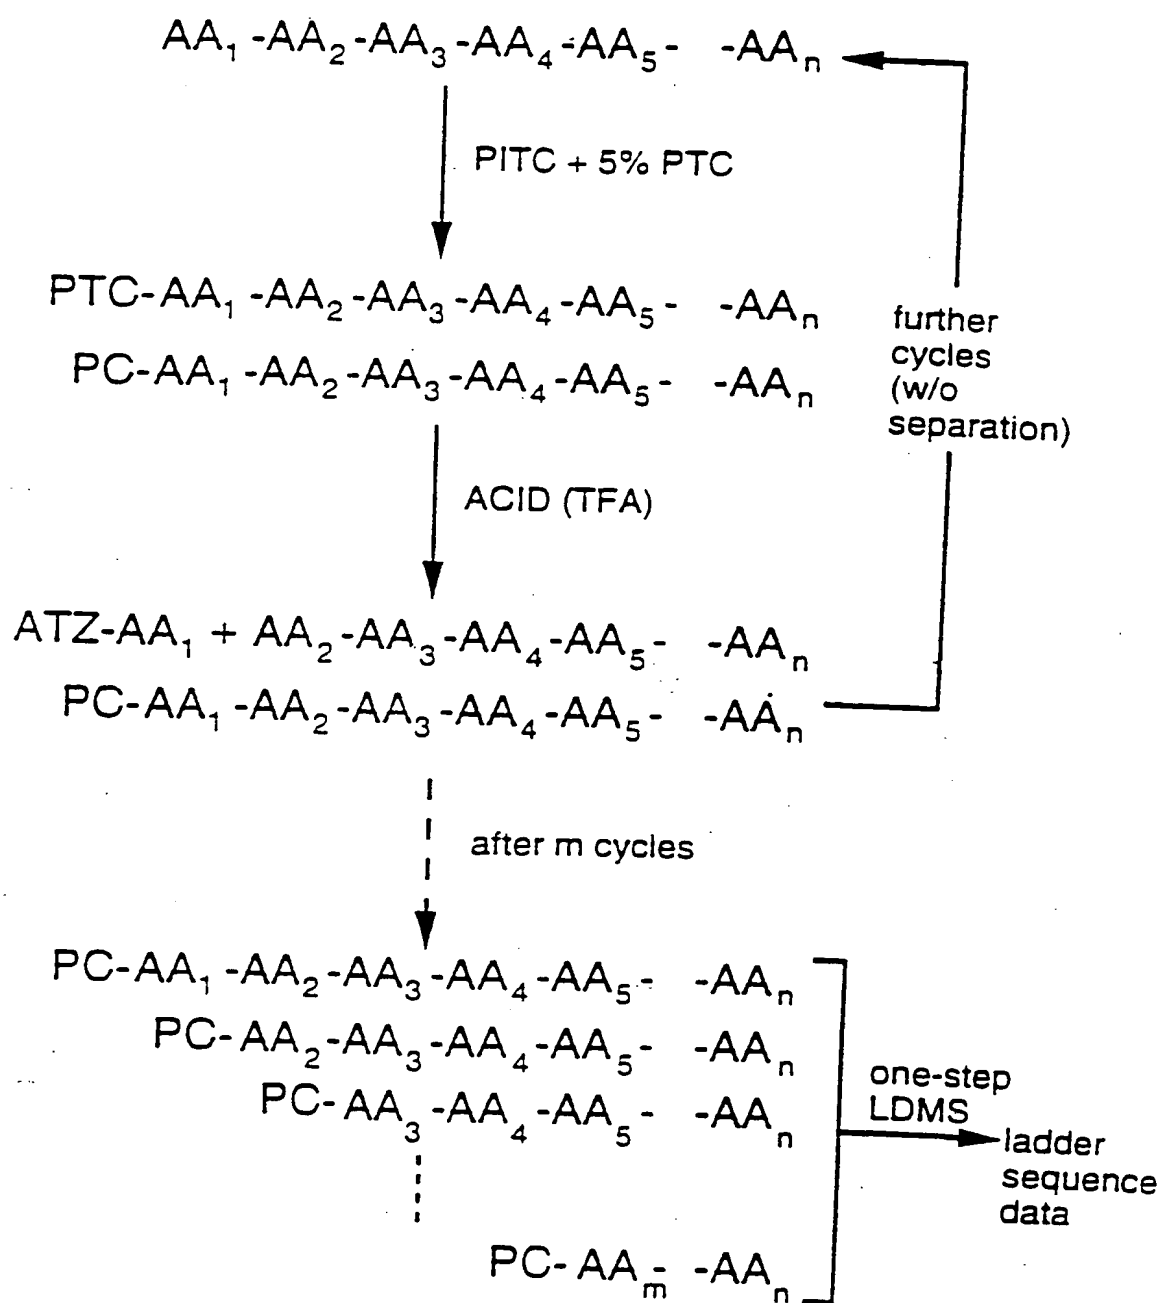 AA₁ -AA₂ -AA₃ -AA₄ -AA₅ - -AAₙ
PITC + 5% PTC
PTC-AA₁ -AA₂ -AA₃ -AA₄ -AA₅ - -AAₙ
PC-AA₁ -AA₂ -AA₃ -AA₄ -AA₅ - -AAₙ
further
cycles
(w/o
separation)
ACID (TFA)
ATZ-AA₁ + AA₂ -AA₃ -AA₄ -AA₅ - -AAₙ
PC-AA₁ -AA₂ -AA₃ -AA₄ -AA₅ - -AAₙ
after m cycles
PC-AA₁ -AA₂ -AA₃ -AA₄ -AA₅ - -AAₙ
PC-AA₂ -AA₃ -AA₄ -AA₅ - -AAₙ
PC-AA₃ -AA₄ -AA₅ - -AAₙ
PC-AAₘ - -AAₙ
one-step
LDMS
ladder
sequence
data